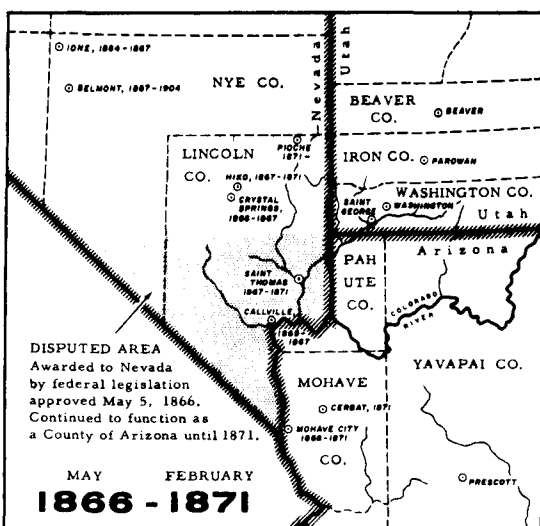 IONE, 1864-1867
BELMONT, 1867-1904
NYE CO.
Nevada
Utah
BEAVER
CO.
BEAVER
LINCOLN
CO.
PIOCHE
1871-
IRON CO.
PAROWAN
HIKO, 1867-1871
CRYSTAL
SPRINGS,
1866-1867
WASHINGTON CO.
SAINT
GEORGE
WASHINGTON
Utah
Arizona
PAH
UTE
CO.
SAINT
THOMAS
1867-1871
CALLVILLE
1865-
1867
COLORADO
RIVER
DISPUTED AREA
Awarded to Nevada
by federal legislation
approved May 5, 1866.
Continued to function as
a County of Arizona until 1871.
MOHAVE
CO.
YAVAPAI CO.
CERBAT, 1871
MOHAVE CITY
1866-1871
PRESCOTT
MAY FEBRUARY
1866-1871